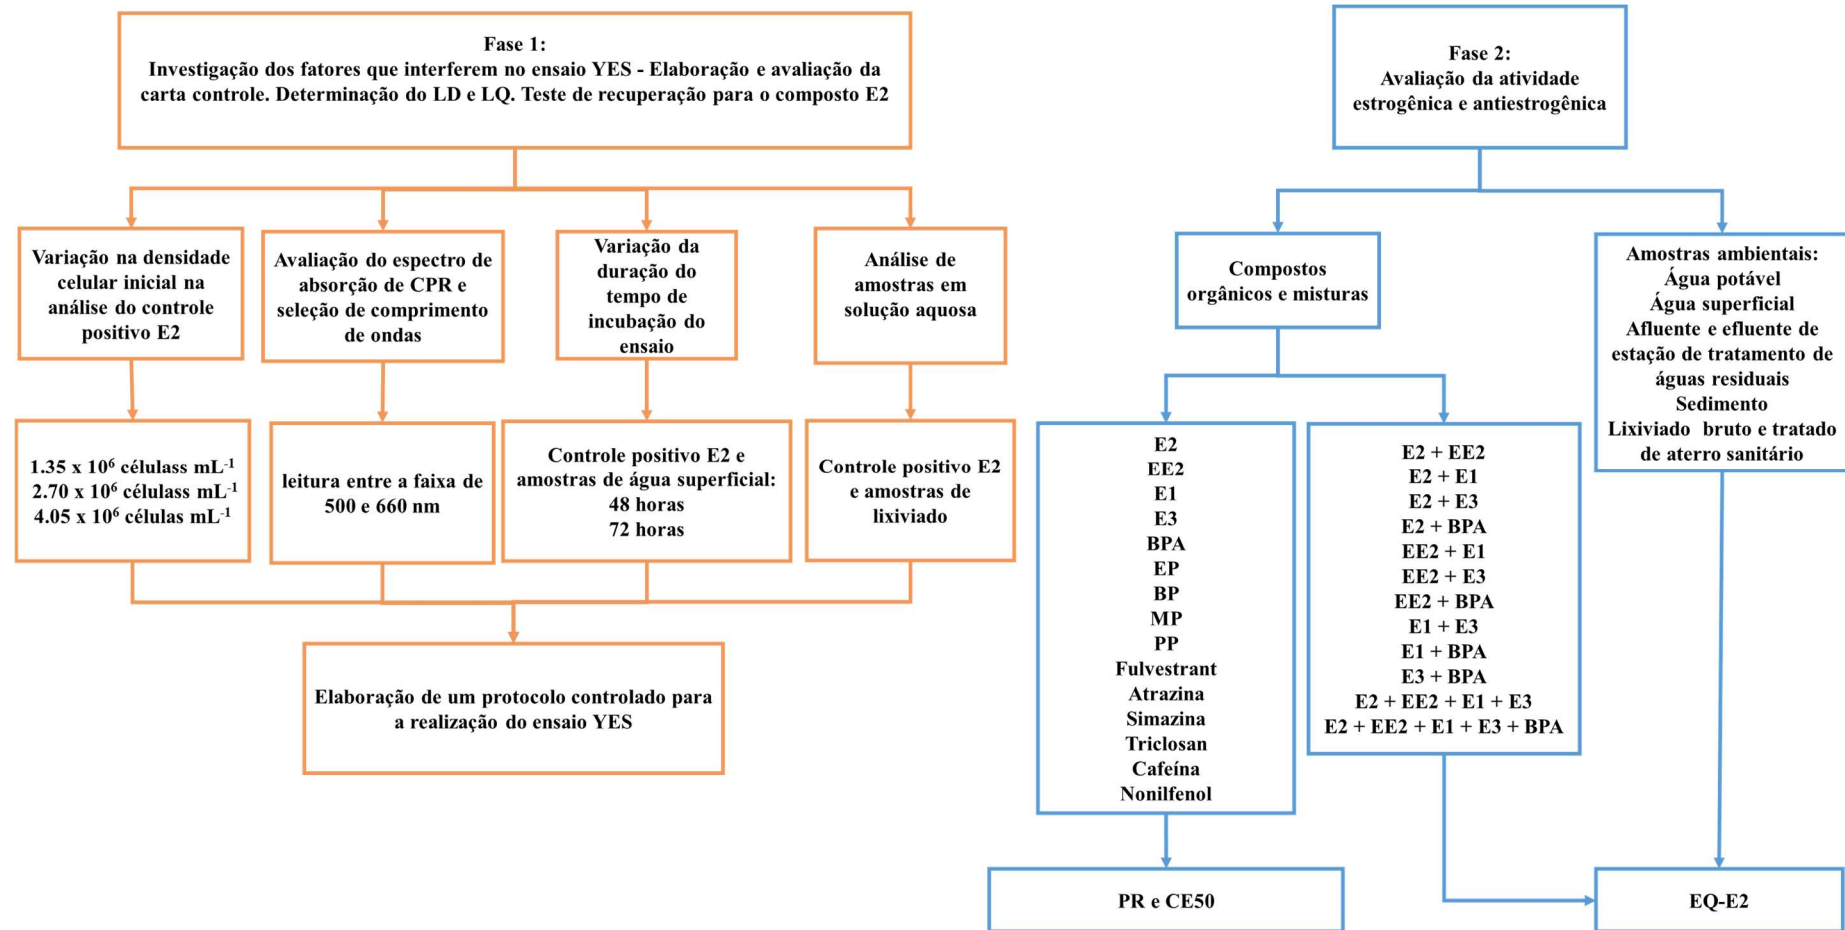 Fase 1:
Investigação dos fatores que interferem no ensaio YES - Elaboração e avaliação da
carta controle. Determinação do LD e LQ. Teste de recuperação para o composto E2
Variação na densidade
celular inicial na
análise do controle
positivo E2
Avaliação do espectro de
absorção de CPR e
seleção de comprimento
de ondas
Variação da
duração do
tempo de
incubação do
ensaio
Análise de
amostras em
solução aquosa
1.35 x 10⁶ célulass mL⁻¹
2.70 x 10⁶ célulass mL⁻¹
4.05 x 10⁶ células mL⁻¹
leitura entre a faixa de
500 e 660 nm
Controle positivo E2 e
amostras de água superficial:
48 horas
72 horas
Controle positivo E2
e amostras de
lixiviado
Elaboração de um protocolo controlado para
a realização do ensaio YES
Fase 2:
Avaliação da atividade
estrogênica e antiestrogênica
Compostos
orgânicos e misturas
Amostras ambientais:
Água potável
Água superficial
Afluente e efluente de
estação de tratamento de
águas residuais
Sedimento
Lixiviado bruto e tratado
de aterro sanitário
E2
EE2
E1
E3
BPA
EP
BP
MP
PP
Fulvestrant
Atrazina
Simazina
Triclosan
Cafeína
Nonilfenol
E2 + EE2
E2 + E1
E2 + E3
E2 + BPA
EE2 + E1
EE2 + E3
EE2 + BPA
E1 + E3
E1 + BPA
E3 + BPA
E2 + EE2 + E1 + E3
E2 + EE2 + E1 + E3 + BPA
PR e CE50
EQ-E2